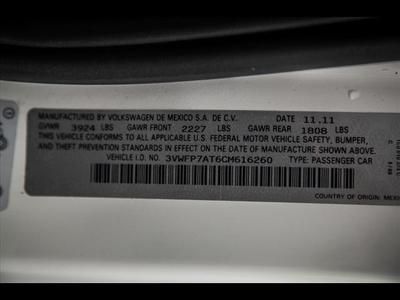 MANUFACTURED BY VOLKSWAGEN DE MEXICO S.A. DE C.V. DATE 11.11
GVWR 3924 LBS GAWR FRONT 2227 LBS GAWR REAR 1808 LBS
THIS VEHICLE CONFORMS TO ALL APPLICABLE U.S. FEDERAL MOTOR VEHICLE SAFETY, BUMPER,
AND THEFT PREVENTION STANDARDS IN EFFECT ON THE DATE OF MANUFACTURE SHOWN ABOVE.
VEHICLE I.D. NO.: 3VWFP7AT6CM616260 TYPE: PASSENGER CAR
COUNTRY OF ORIGIN: MEXI